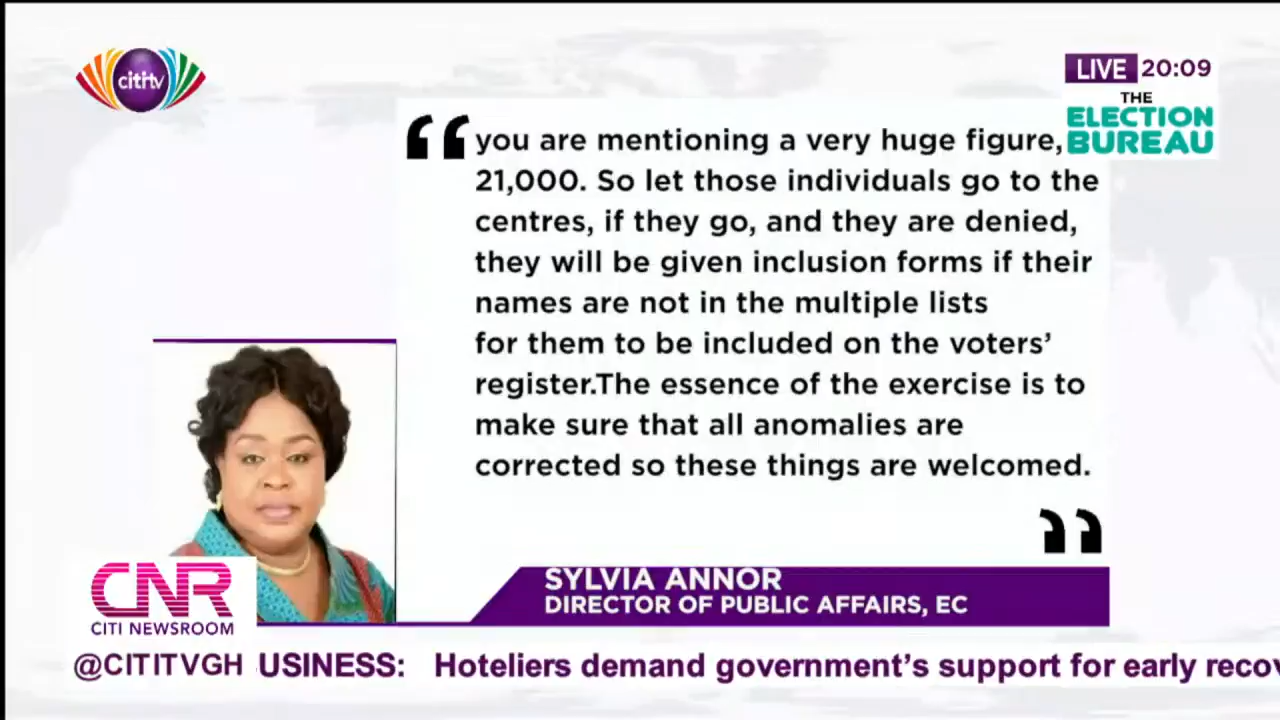 cititv
LIVE 20:09
THE
ELECTION
BUREAU
you are mentioning a very huge figure,
21,000. So let those individuals go to the
centres, if they go, and they are denied,
they will be given inclusion forms if their
names are not in the multiple lists
for them to be included on the voters’
register.The essence of the exercise is to
make sure that all anomalies are
corrected so these things are welcomed.
SYLVIA ANNOR
DIRECTOR OF PUBLIC AFFAIRS, EC
CNR
CITI NEWSROOM
@CITITVGH USINESS: Hoteliers demand government’s support for early recov